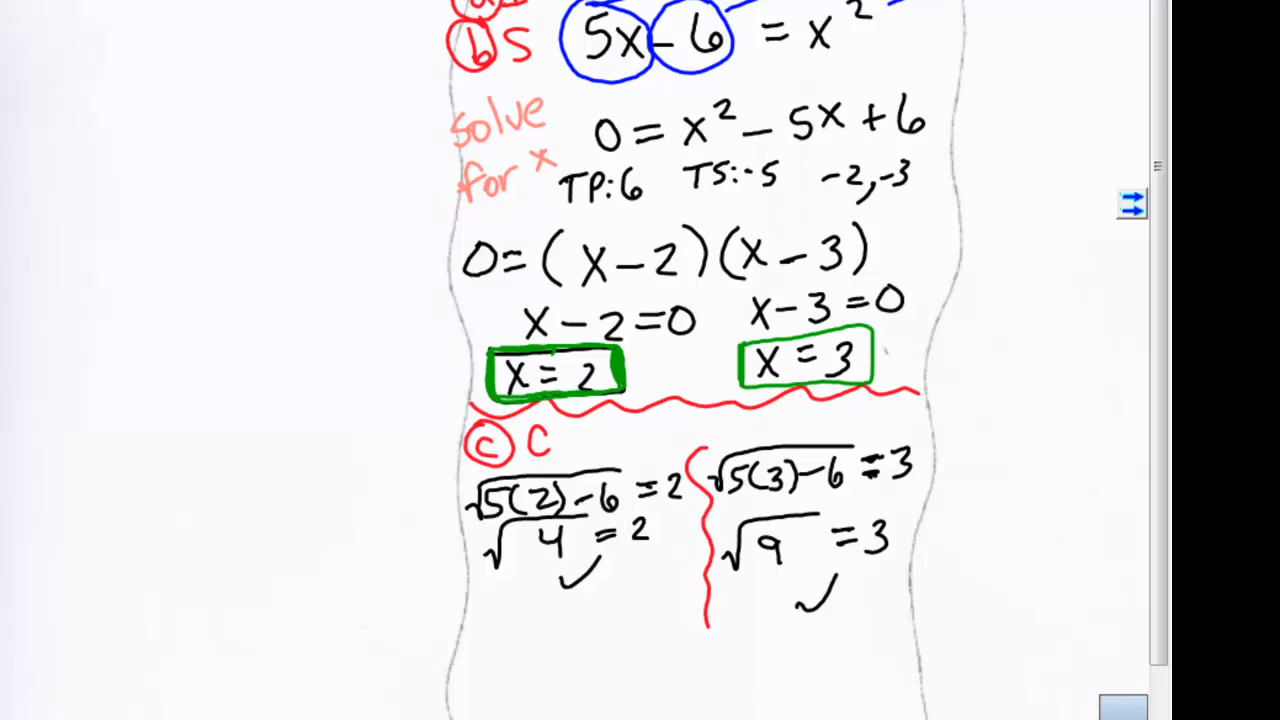 b S 5x - 6 = x²
solve for x
0 = x² - 5x + 6
TP: 6 TS: -5 -2, -3
0 = (x - 2)(x - 3)
x - 2 = 0 x - 3 = 0
x = 2 x = 3
c C
√5(2) - 6 = 2 √5(3) - 6 = 3
√4 = 2 √9 = 3